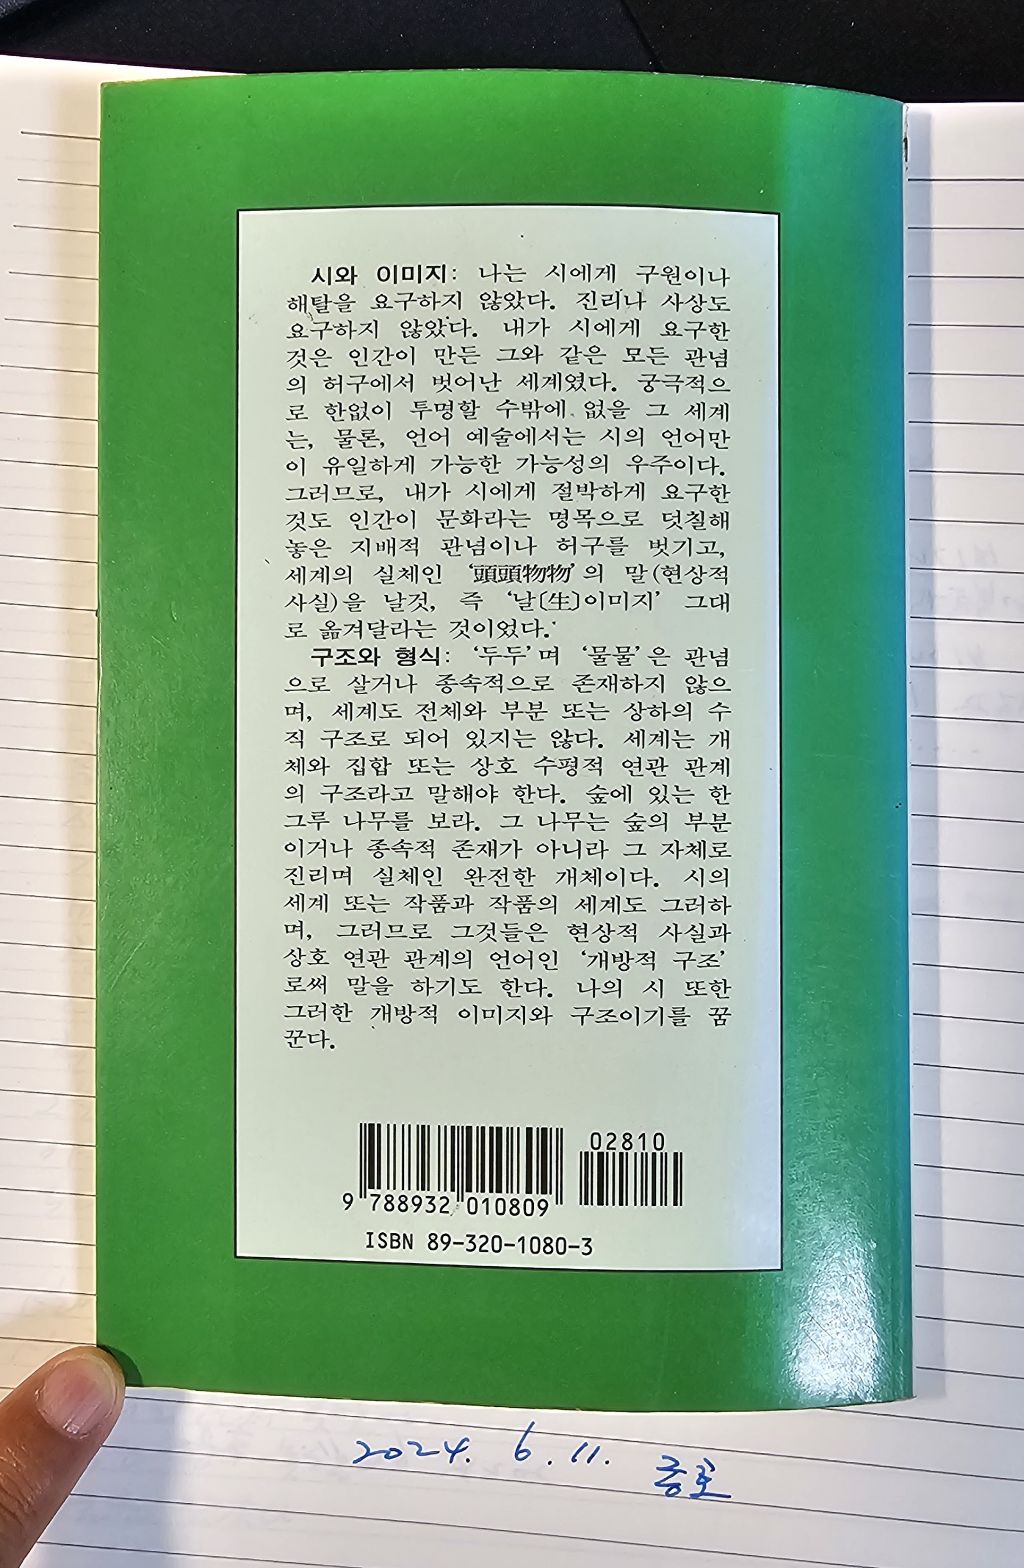 시와 이미지: 나는 시에게 구원이나
해탈을 요구하지 않았다. 진리나 사상도
요구하지 않았다. 내가 시에게 요구한
것은 인간이 만든 그와 같은 모든 관념
의 허구에서 벗어난 세계였다. 궁극적으
로 한없이 투명할 수밖에 없을 그 세계
는, 물론, 언어 예술에서는 시의 언어만
이 유일하게 가능한 가능성의 우주이다.
그러므로, 내가 시에게 절박하게 요구한
것도 인간이 문화라는 명목으로 덧칠해
놓은 지배적 관념이나 허구를 벗기고,
세계의 실체인 ‘頭頭物物’의 말(현상적
사실)을 날것, 즉 ‘날〔生〕이미지’ 그대
로 옮겨달라는 것이었다.
구조와 형식: ‘두두’며 ‘물물’은 관념
으로 살거나 종속적으로 존재하지 않으
며, 세계도 전체와 부분 또는 상하의 수
직 구조로 되어 있지는 않다. 세계는 개
체와 집합 또는 상호 수평적 연관 관계
의 구조라고 말해야 한다. 숲에 있는 한
그루 나무를 보라. 그 나무는 숲의 부분
이거나 종속적 존재가 아니라 그 자체로
진리며 실체인 완전한 개체이다. 시의
세계 또는 작품과 작품의 세계도 그러하
며, 그러므로 그것들은 현상적 사실과
상호 연관 관계의 언어인 ‘개방적 구조’
로써 말을 하기도 한다. 나의 시 또한
그러한 개방적 이미지와 구조이기를 꿈
꾼다.
02810
9 788932 010809
ISBN 89-320-1080-3
2024. 6. 11. 종로